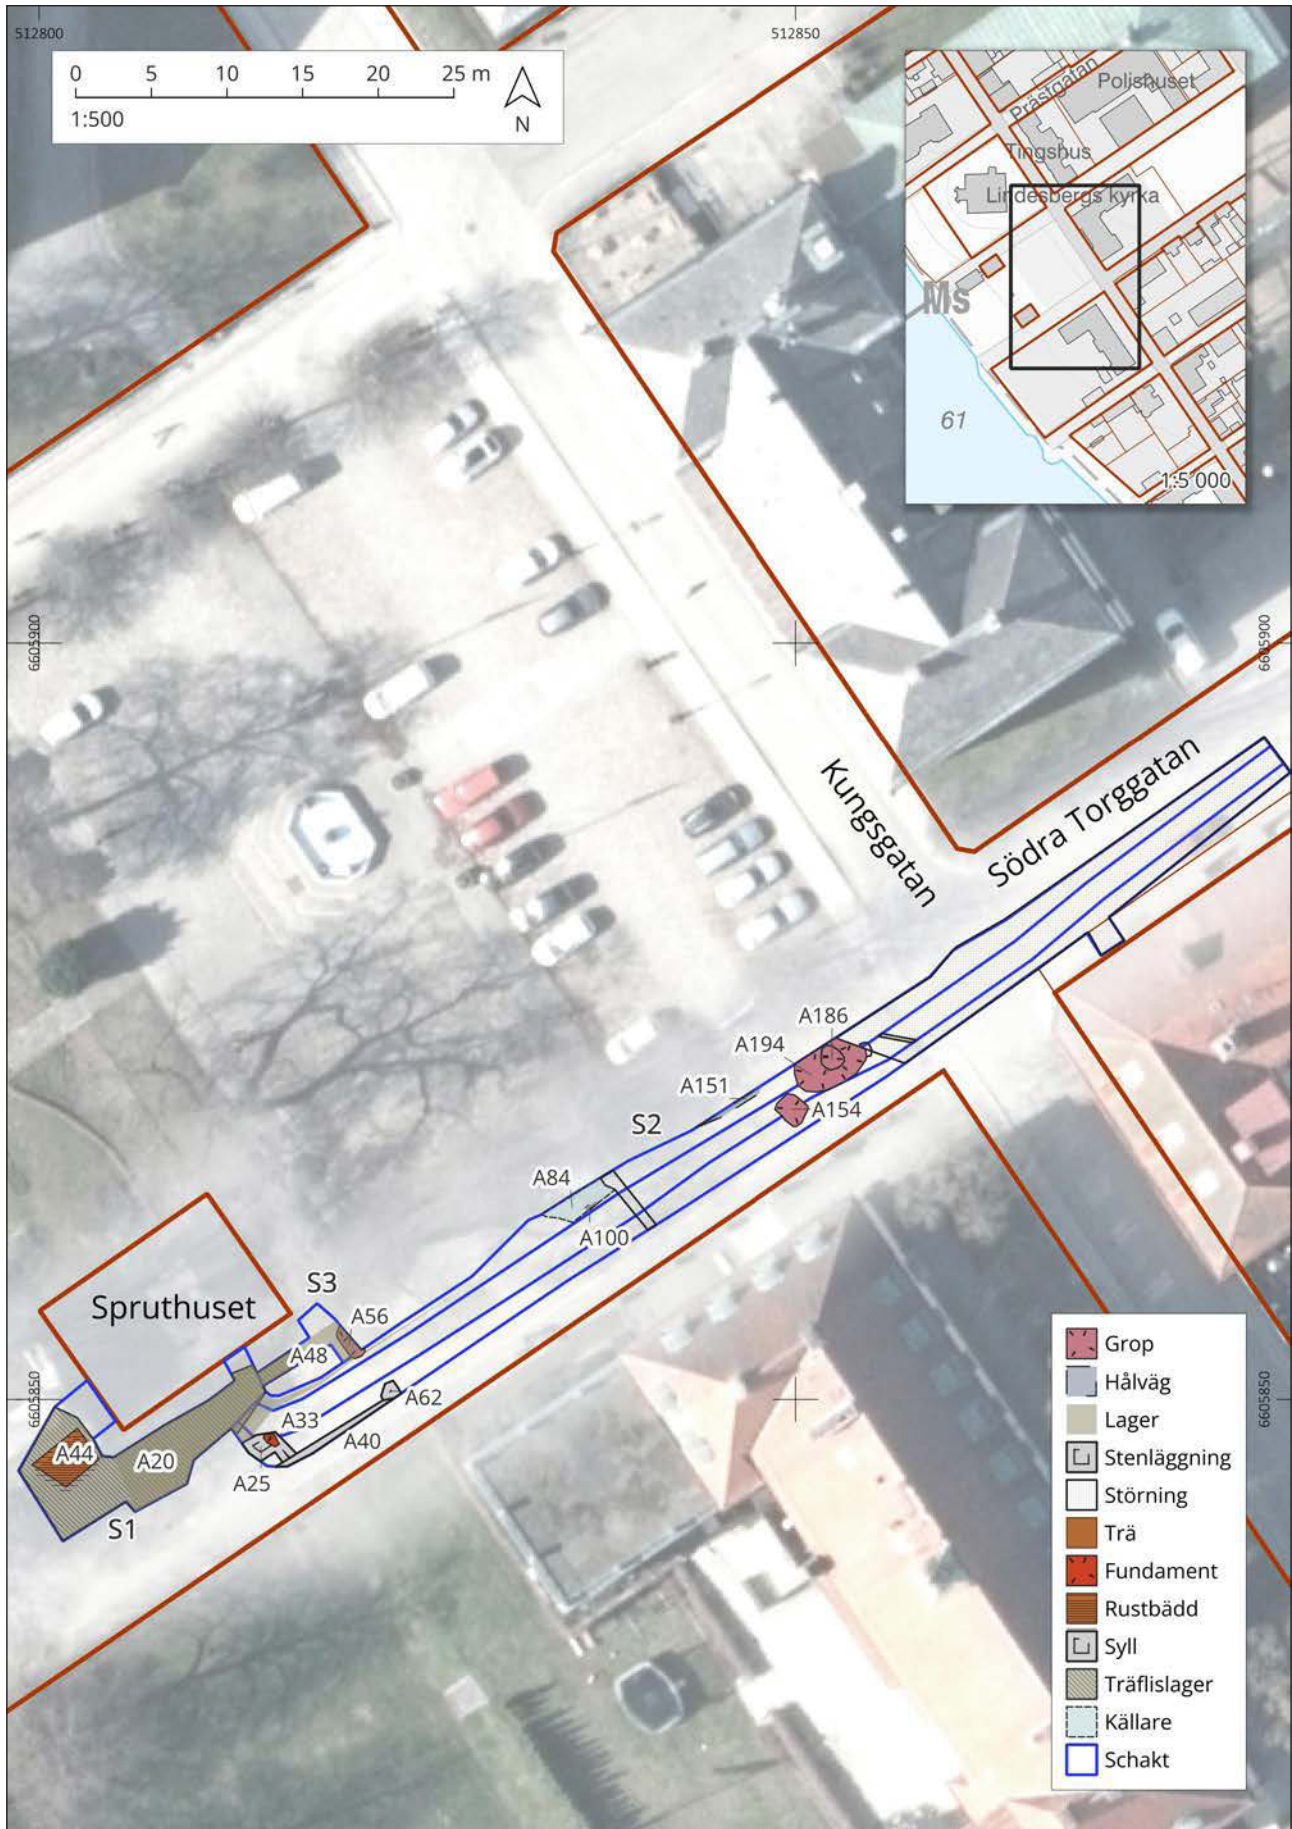 512800
512850
0 5 10 15 20 25 m
1:500
N
Prästgatan
Polishuset
Tingshus
Lindesbergs kyrka
Ms
61
1:5 000
6605900
6605900
Kungsgatan
Södra Torggatan
A186
A194
A151
A154
S2
A84
A100
S3
Spruthuset
A56
A48
A62
A33
A40
A44
A20
A25
S1
6605850
6605850
Grop
Hålväg
Lager
Stenläggning
Störning
Trä
Fundament
Rustbädd
Syll
Träflislager
Källare
Schakt